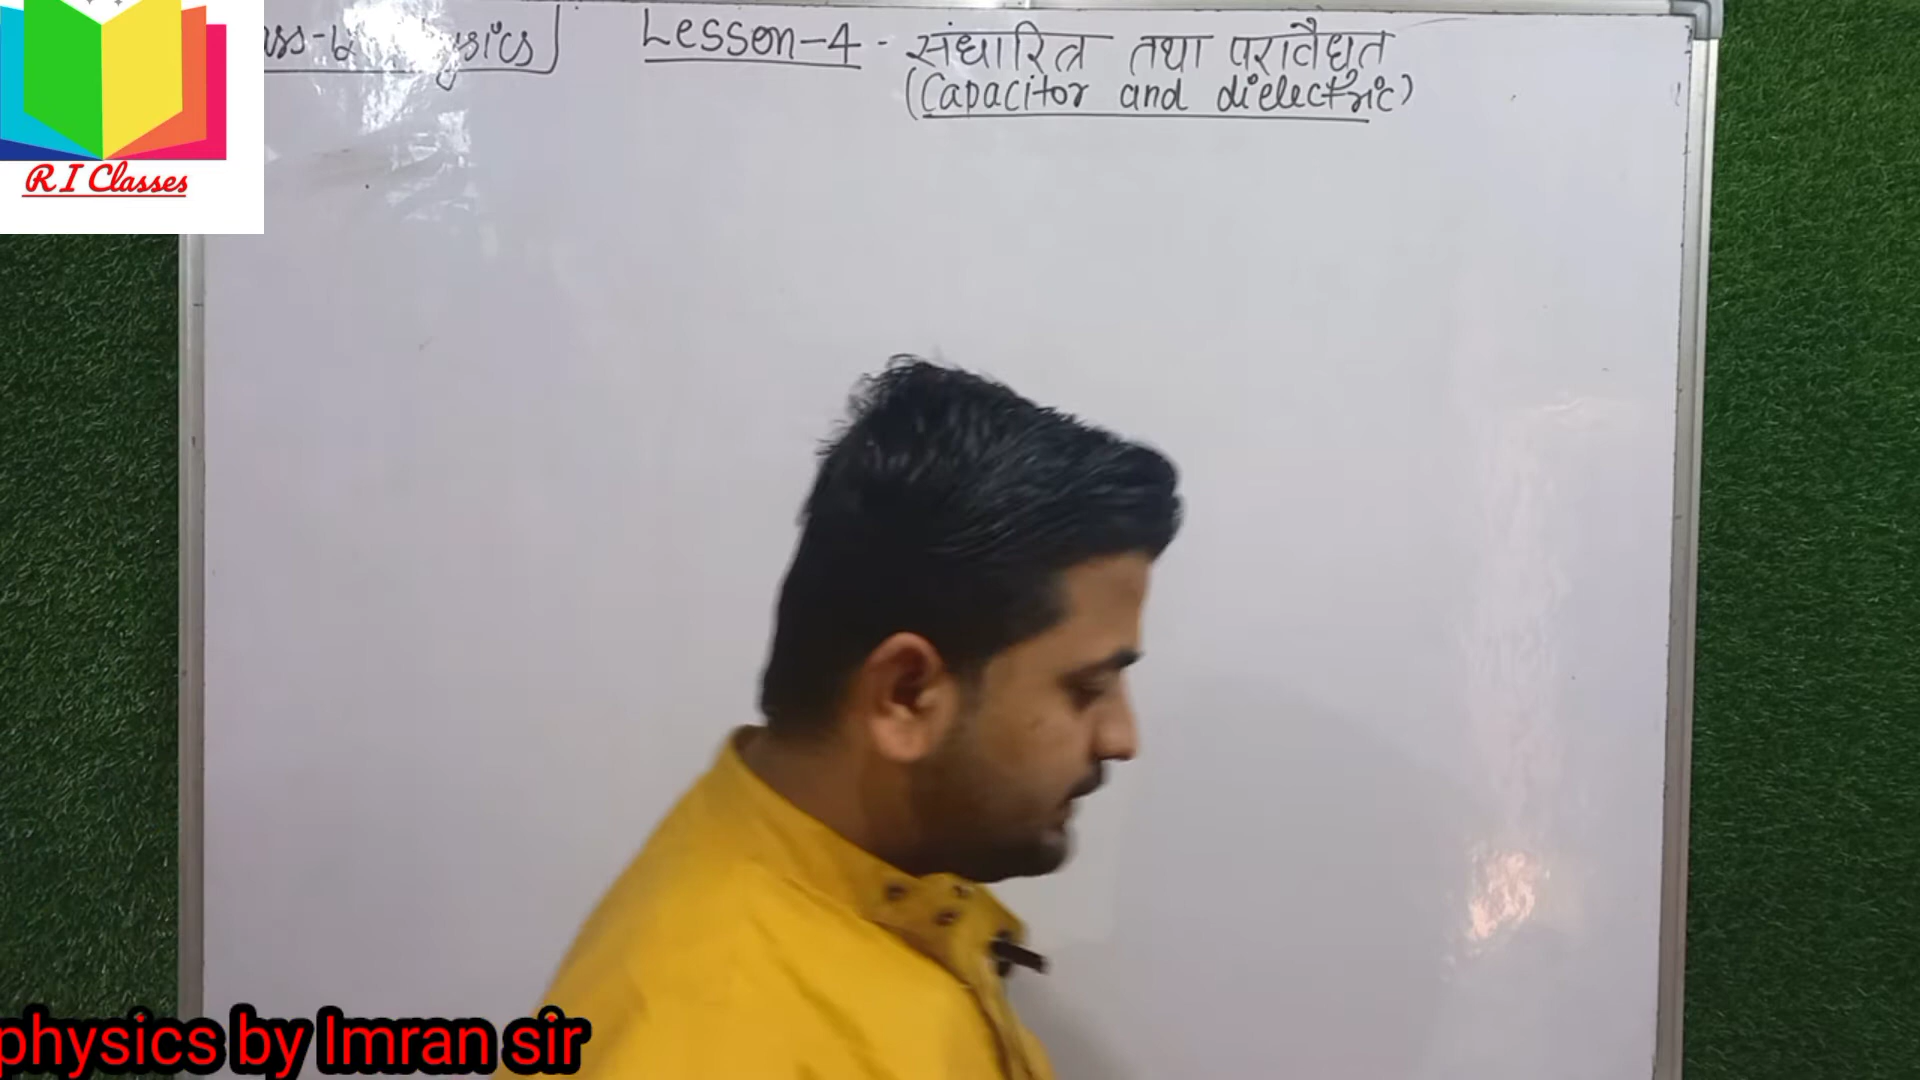 Lesson-4 - संधारित्र तथा परावैद्युत
(Capacitor and dielectric)
R I Classes
physics by Imran sir